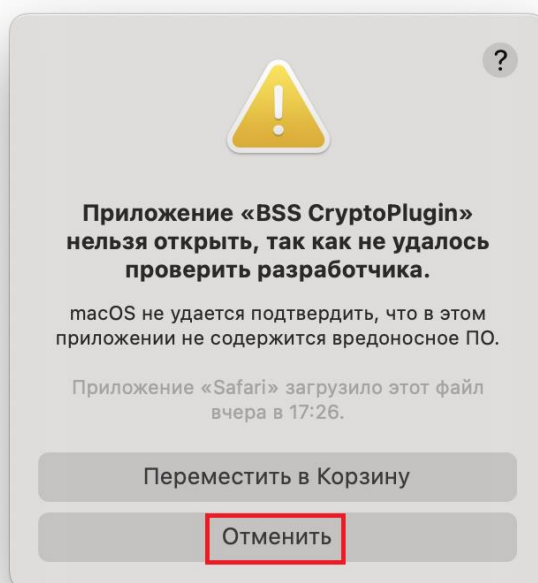 ?
Приложение «BSS CryptoPlugin»
нельзя открыть, так как не удалось
проверить разработчика.
macOS не удается подтвердить, что в этом
приложении не содержится вредоносное ПО.
Приложение «Safari» загрузило этот файл
вчера в 17:26.
Переместить в Корзину
Отменить